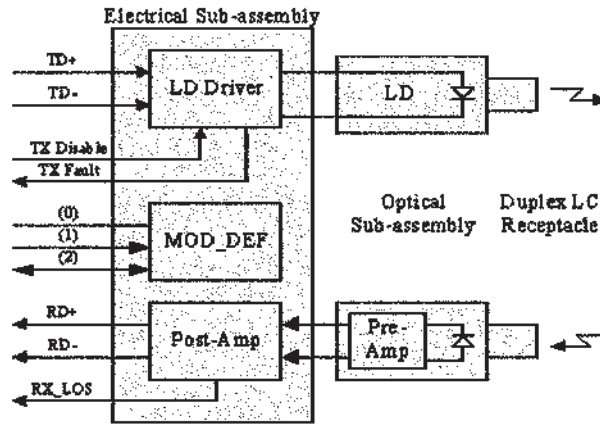 Electrical Sub-assembly
TD+
TD-
LD Driver
LD
TX Disable
TX Fault
(0)
(1)
(2)
MOD_DEF
Optical
Sub-assembly
Duplex LC
Receptacle
RD+
RD-
RX_LOS
Post-Amp
Pre-
Amp